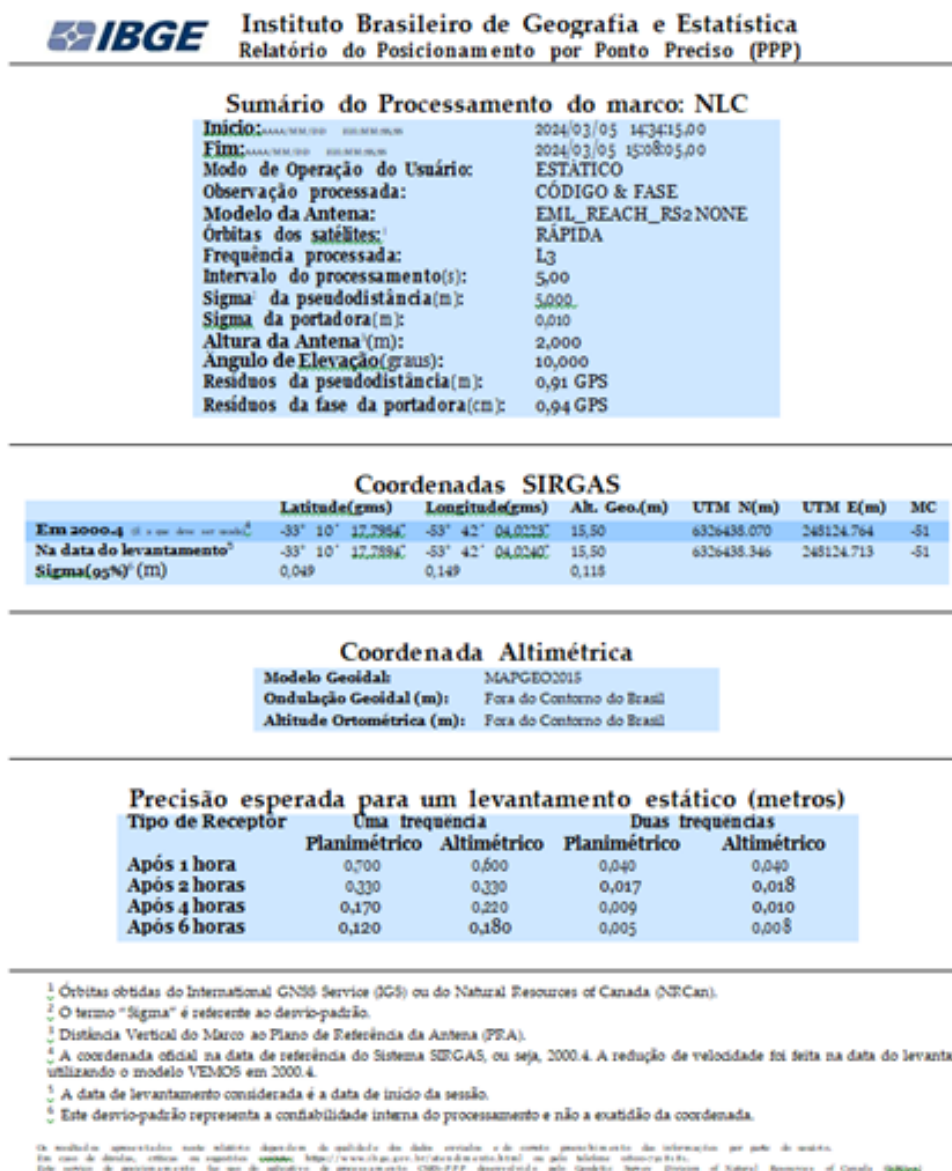 IBGE Instituto Brasileiro de Geografia e Estatística
Relatório do Posicionamento por Ponto Preciso (PPP)
Sumário do Processamento do marco: NLC
Início: 2024/03/05 14:34:15,00
Fim: 2024/03/05 15:08:05,00
Modo de Operação do Usuário: ESTÁTICO
Observação processada: CÓDIGO & FASE
Modelo da Antena: EML_REACH_RS2 NONE
Órbitas dos satélites:¹ RÁPIDA
Frequência processada: L3
Intervalo do processamento(s): 5,00
Sigma² da pseudodistância(m): 5,000
Sigma da portadora(m): 0,010
Altura da Antena³(m): 2,000
Ângulo de Elevação(graus): 10,000
Resíduos da pseudodistância(m): 0,91 GPS
Resíduos da fase da portadora(cm): 0,94 GPS
Coordenadas SIRGAS
Latitude(gms) Longitude(gms) Alt. Geo.(m) UTM N(m) UTM E(m) MC
Em 2000.4 -33° 10´ 17,7984˝ -53° 42´ 04,0223˝ 15,50 6326438.070 248124.764 -51
Na data do levantamento⁵ -33° 10´ 17,7894˝ -53° 42´ 04,0240˝ 15,50 6326438.346 248124.713 -51
Sigma(95%)⁶ (m) 0,049 0,149 0,118
Coordenada Altimétrica
Modelo Geoidal: MAPGEO2015
Ondulação Geoidal (m): Fora do Contorno do Brasil
Altitude Ortométrica (m): Fora do Contorno do Brasil
Precisão esperada para um levantamento estático (metros)
Tipo de Receptor Uma frequência Duas frequências
Planimétrico Altimétrico Planimétrico Altimétrico
Após 1 hora 0,700 0,600 0,040 0,040
Após 2 horas 0,330 0,330 0,017 0,018
Após 4 horas 0,170 0,220 0,009 0,010
Após 6 horas 0,120 0,180 0,005 0,008
¹ Órbitas obtidas do International GNSS Service (IGS) ou do Natural Resources of Canada (NRCan).
² O termo "Sigma" é referente ao desvio-padrão.
³ Distância Vertical do Marco ao Plano de Referência da Antena (PRA).
⁴ A coordenada oficial na data de referência do Sistema SIRGAS, ou seja, 2000.4. A redução de velocidade foi feita na data do levanta
utilizando o modelo VEMOS em 2000.4.
⁵ A data de levantamento considerada é a data de início da sessão.
⁶ Este desvio-padrão representa a confiabilidade interna do processamento e não a exatidão da coordenada.